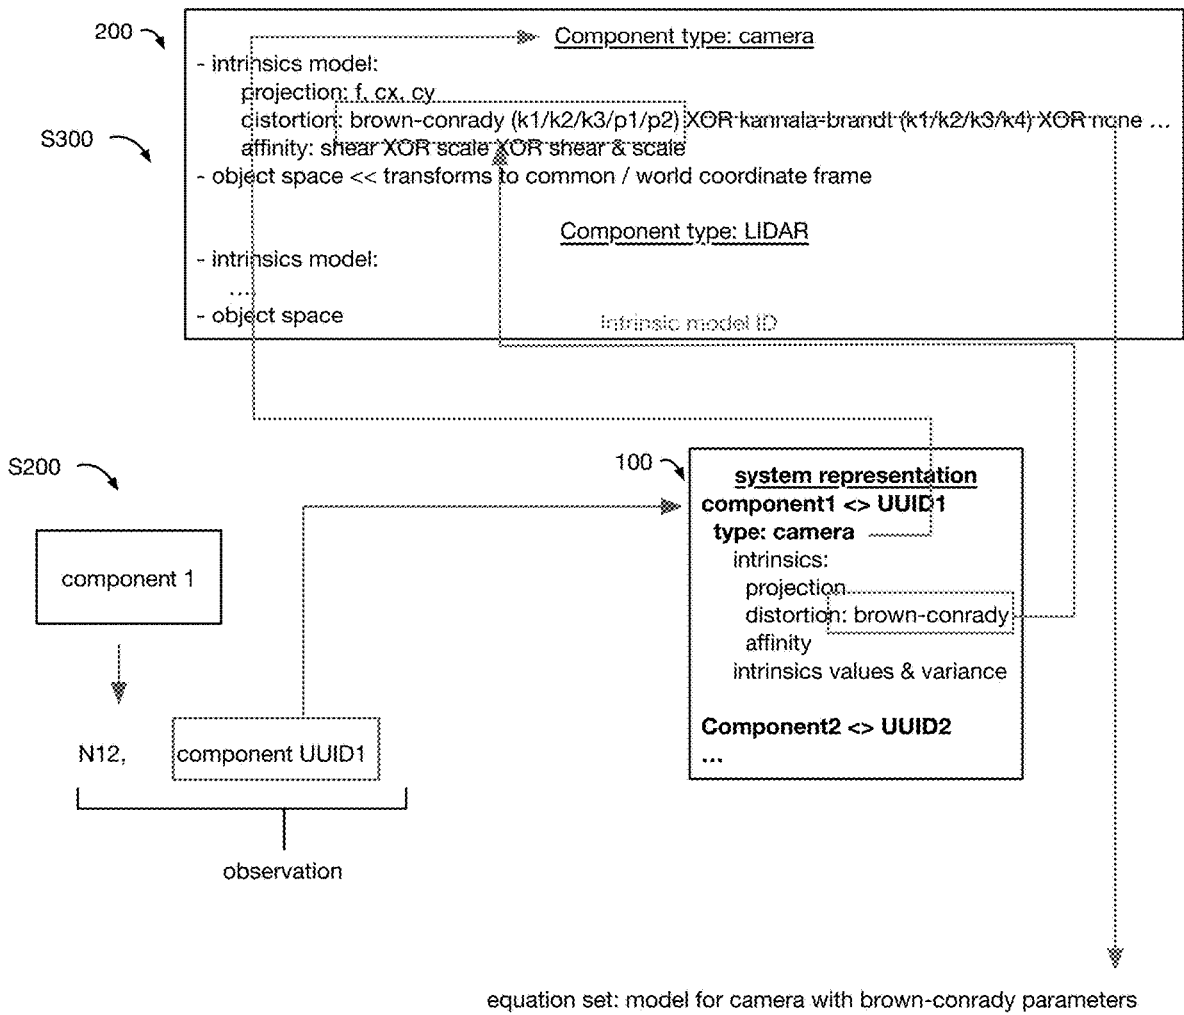 200
Component type: camera
- intrinsics model:
projection: f, cx, cy
distortion: brown-conrady (k1/k2/k3/p1/p2) XOR kannala-brandt (k1/k2/k3/k4) XOR none ...
S300
affinity: shear XOR scale XOR shear & scale
- object space << transforms to common / world coordinate frame
Component type: LIDAR
- intrinsics model:
....
- object space
Intrinsic model ID
S200
100
system representation
component1 <> UUID1
type: camera
intrinsics:
projection
distortion: brown-conrady
affinity
intrinsics values & variance
Component2 <> UUID2
...
component 1
N12, component UUID1
observation
equation set: model for camera with brown-conrady parameters